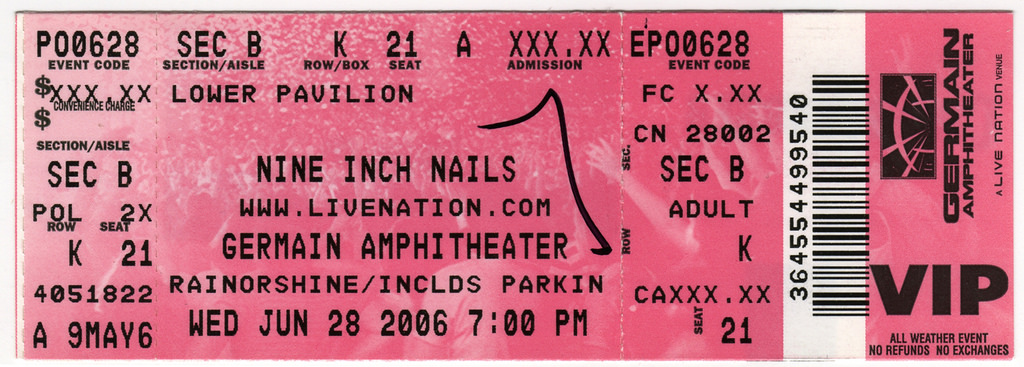 PO0628 SEC B K 21 A XXX.XX EPO0628
EVENT CODE SECTION/AISLE ROW/BOX SEAT ADMISSION EVENT CODE
$XXX.XX LOWER PAVILION FC X.XX
CONVENIENCE CHARGE
$
CN 28002
SECTION/AISLE
SEC B NINE INCH NAILS SEC. SEC B
POL 2X WWW.LIVENATION.COM ADULT
ROW SEAT
K 21 GERMAIN AMPHITHEATER ROW K
4051822 RAINORSHINE/INCLDS PARKIN CAXXX.XX
A 9MAY6 WED JUN 28 2006 7:00 PM SEAT 21
364554499540
GERMAIN
AMPHITHEATER
A LIVE NATION VENUE
VIP
ALL WEATHER EVENT
NO REFUNDS NO EXCHANGES